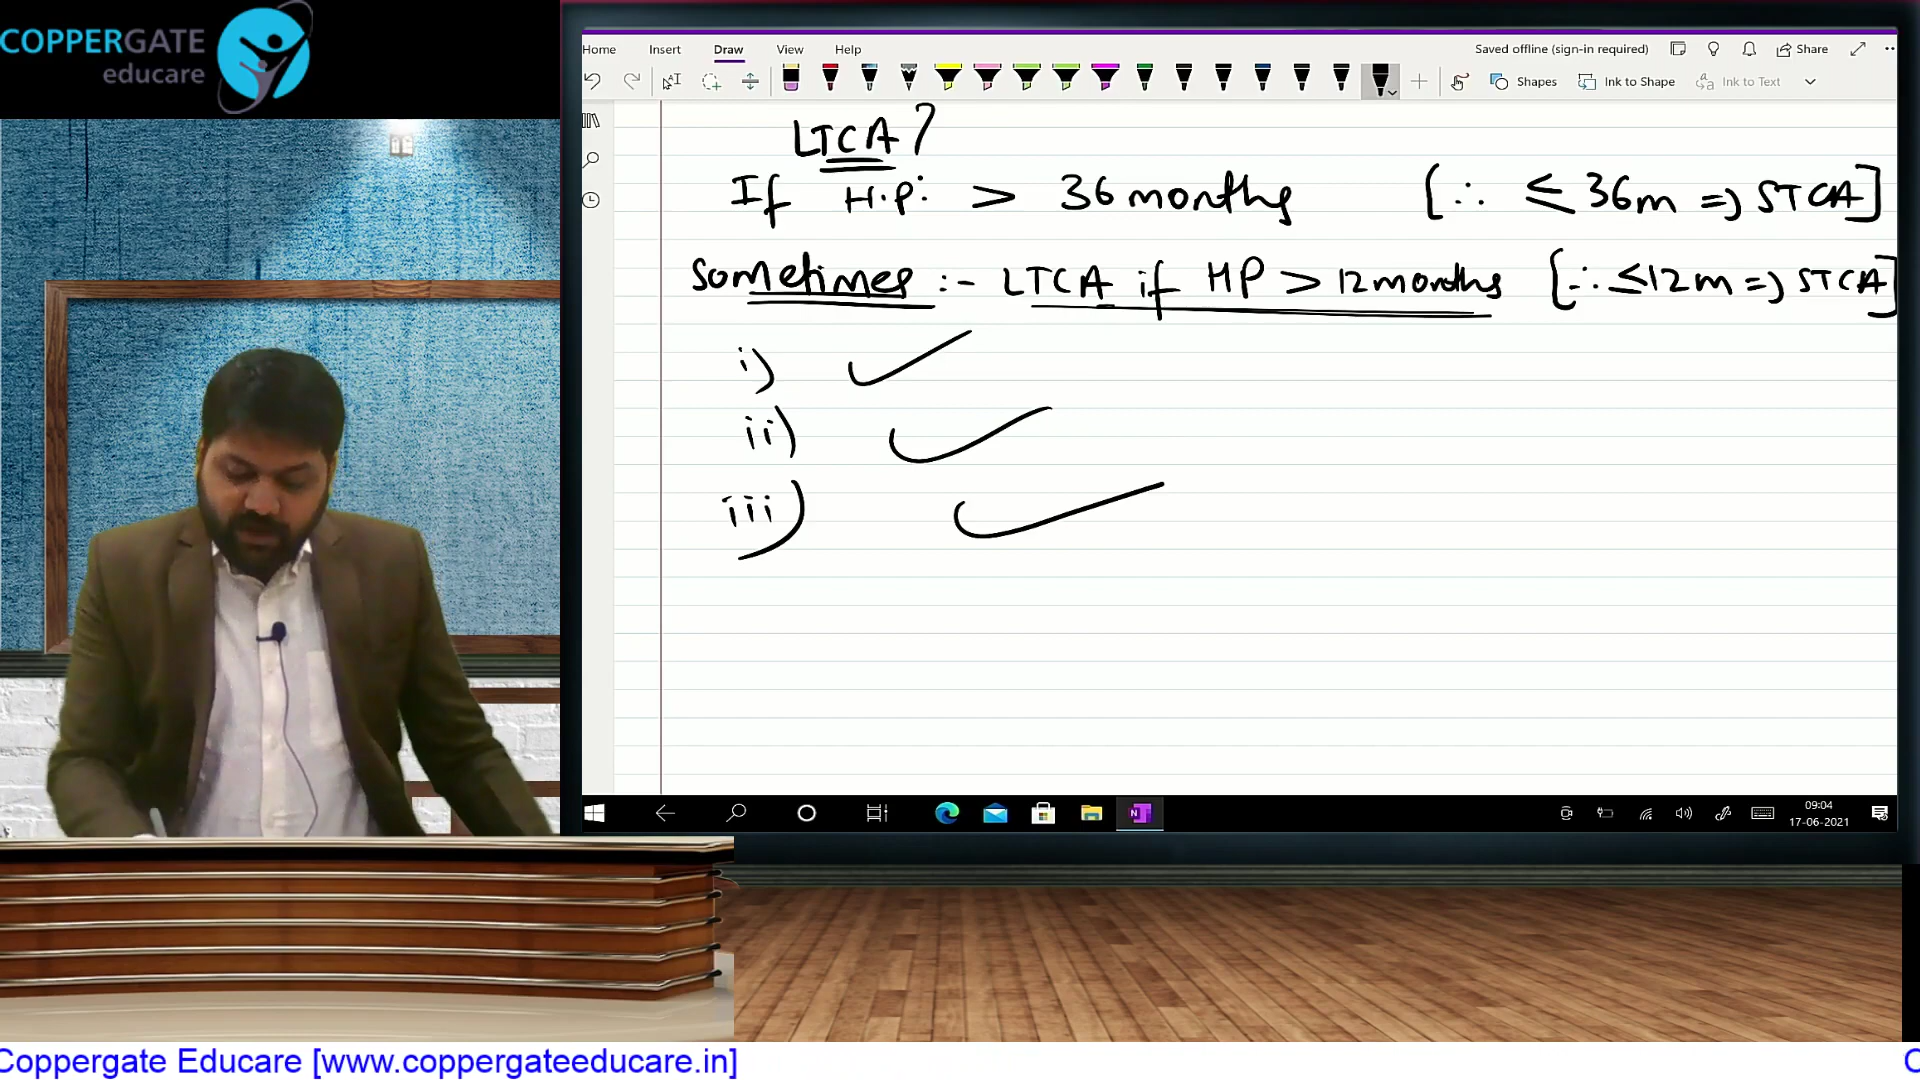 COPPERGATE
educare
Home Insert Draw View Help
Saved offline (sign-in required)
Share
Shapes
Ink to Shape
Ink to Text
LTCA?
If H.P: > 36 months [∴ ≤ 36m => STCA]
Sometimes :- LTCA if HP > 12 months [∴ ≤ 12m => STCA]
i)
ii)
iii)
09:04
17-06-2021
Coppergate Educare [www.coppergateeducare.in]
C